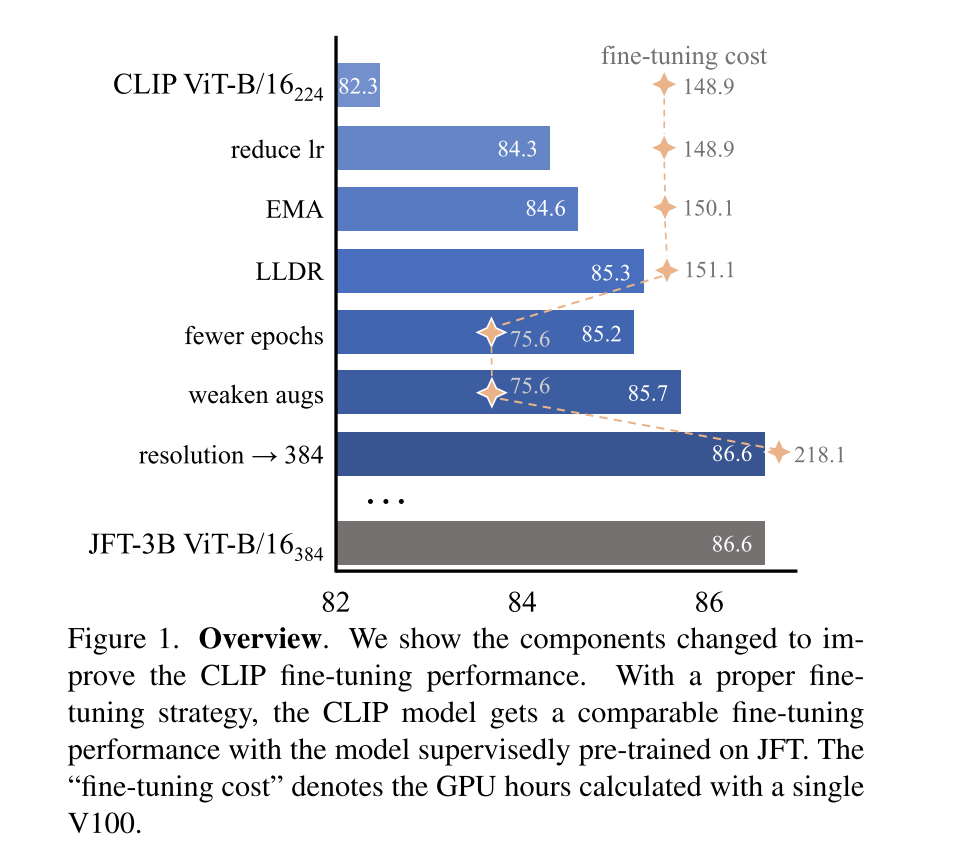 fine-tuning cost
CLIP ViT-B/16224 82.3 148.9
reduce lr 84.3 148.9
EMA 84.6 150.1
LLDR 85.3 151.1
fewer epochs 75.6 85.2
weaken augs 75.6 85.7
resolution → 384 86.6 218.1
...
JFT-3B ViT-B/16384 86.6
82 84 86
Figure 1. Overview. We show the components changed to im-
prove the CLIP fine-tuning performance. With a proper fine-
tuning strategy, the CLIP model gets a comparable fine-tuning
performance with the model supervisedly pre-trained on JFT. The
“fine-tuning cost” denotes the GPU hours calculated with a single
V100.